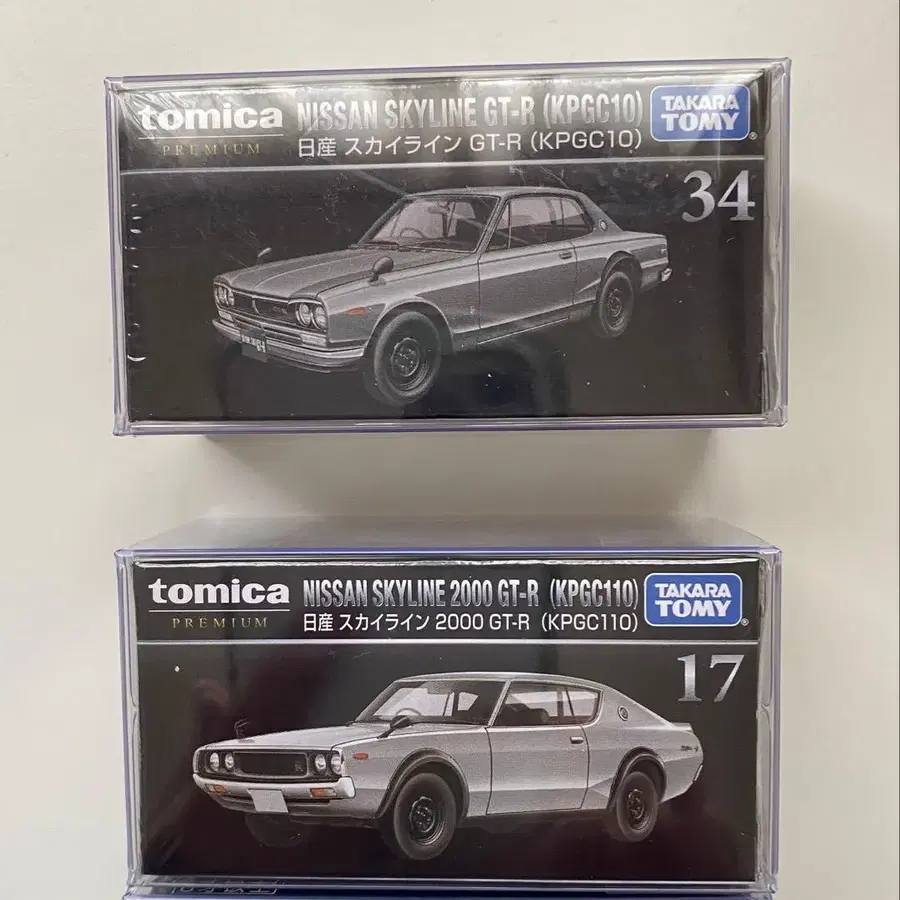 tomica
PREMIUM
NISSAN SKYLINE GT-R (KPGC10)
日産 スカイライン GT-R (KPGC10)
TAKARA
TOMY
34
tomica
PREMIUM
NISSAN SKYLINE 2000 GT-R (KPGC110)
日産 スカイライン 2000 GT-R (KPGC110)
TAKARA
TOMY
17